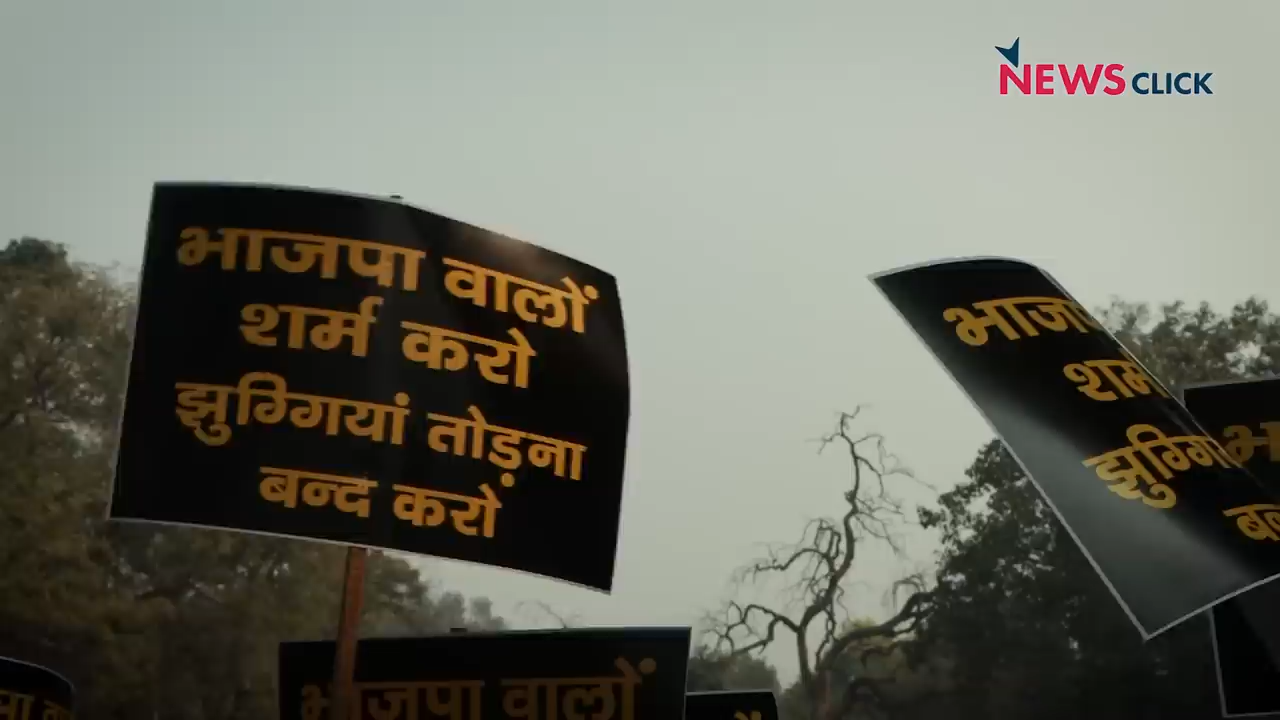 NEWS CLICK
भाजपा वालों
शर्म करो
झुग्गियां तोड़ना
बन्द करों
भाजपा वालों